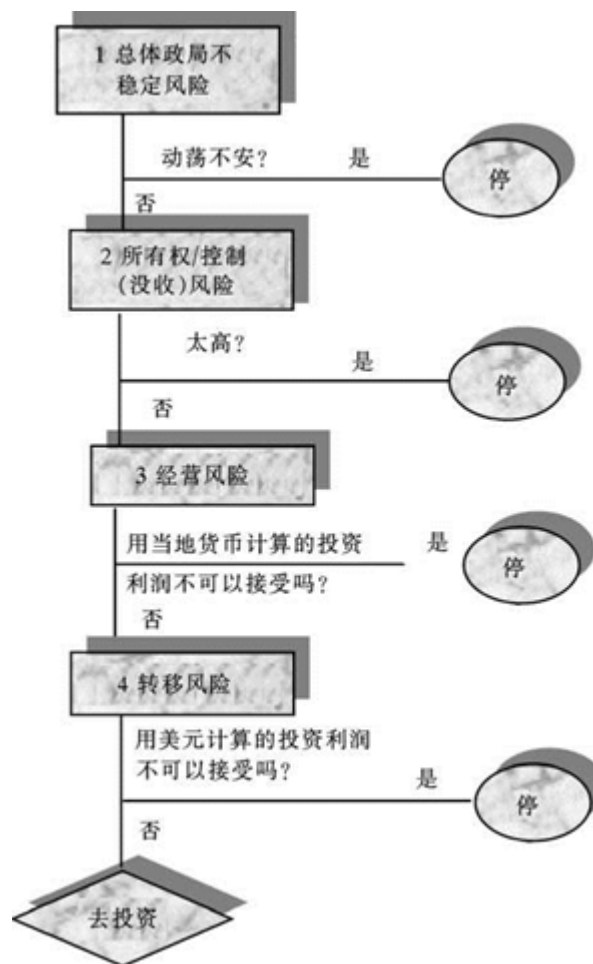 1 总体政局不
稳定风险
动荡不安? 是
停
否
2 所有权/控制
(没收)风险
太高?
是
停
否
3 经营风险
用当地货币计算的投资
是
利润不可以接受吗?
停
否
4 转移风险
用美元计算的投资利润
不可以接受吗?
是
停
否
去投资